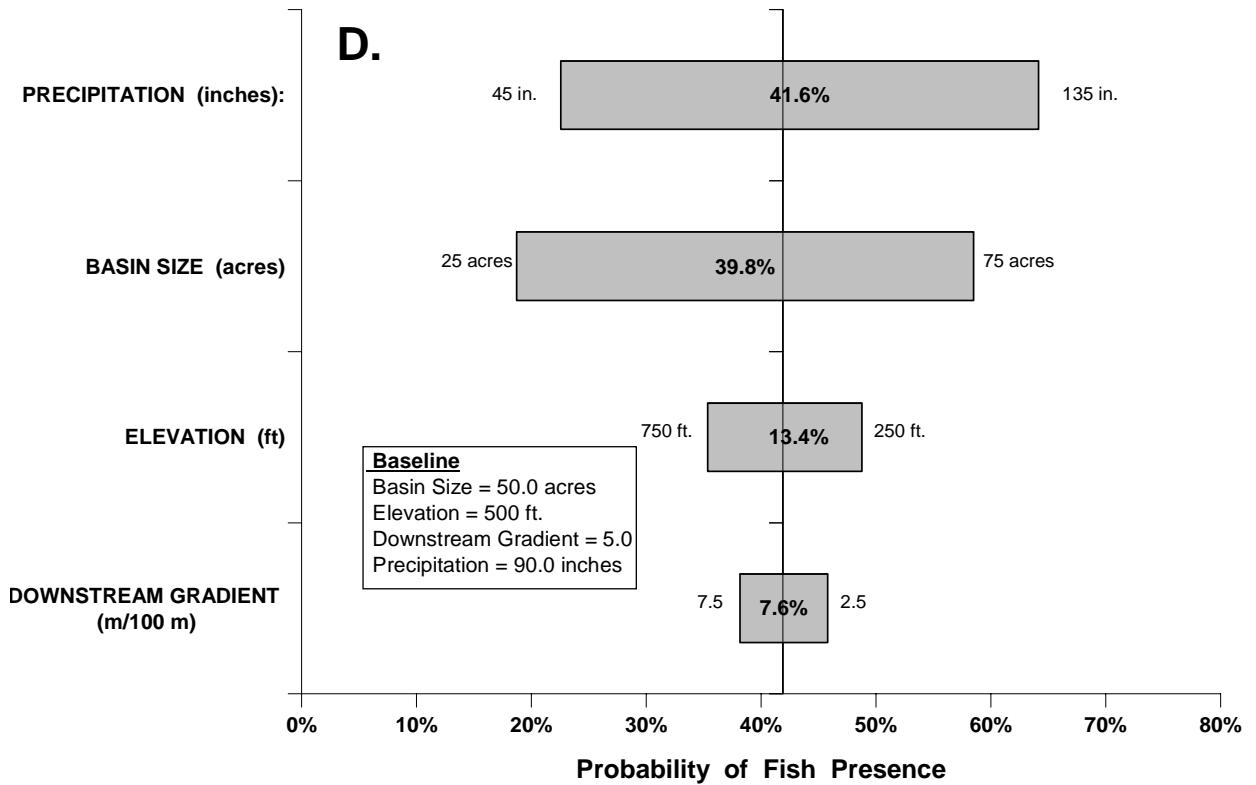 D.
PRECIPITATION (inches):
45 in.
41.6%
135 in.
BASIN SIZE (acres)
25 acres
39.8%
75 acres
ELEVATION (ft)
750 ft.
13.4%
250 ft.
Baseline
Basin Size = 50.0 acres
Elevation = 500 ft.
Downstream Gradient = 5.0
Precipitation = 90.0 inches
DOWNSTREAM GRADIENT
(m/100 m)
7.5
7.6%
2.5
0% 10% 20% 30% 40% 50% 60% 70% 80%
Probability of Fish Presence